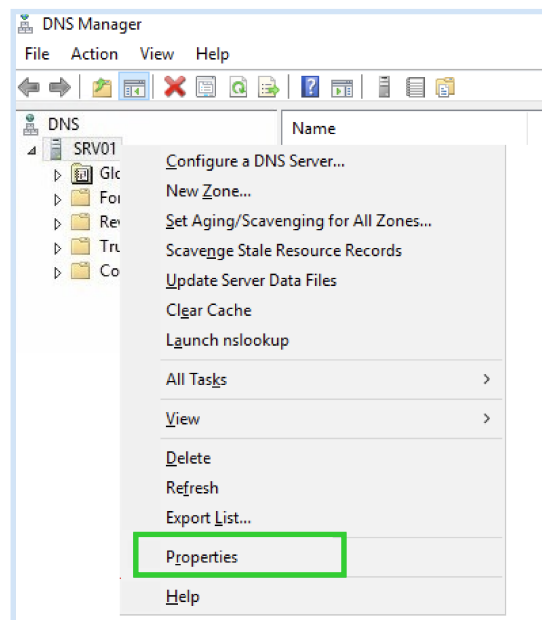 DNS Manager
File Action View Help
DNS
Name
SRV01
Glo
For
Rev
Tru
Co
Configure a DNS Server...
New Zone...
Set Aging/Scavenging for All Zones...
Scavenge Stale Resource Records
Update Server Data Files
Clear Cache
Launch nslookup
All Tasks
View
Delete
Refresh
Export List...
Properties
Help